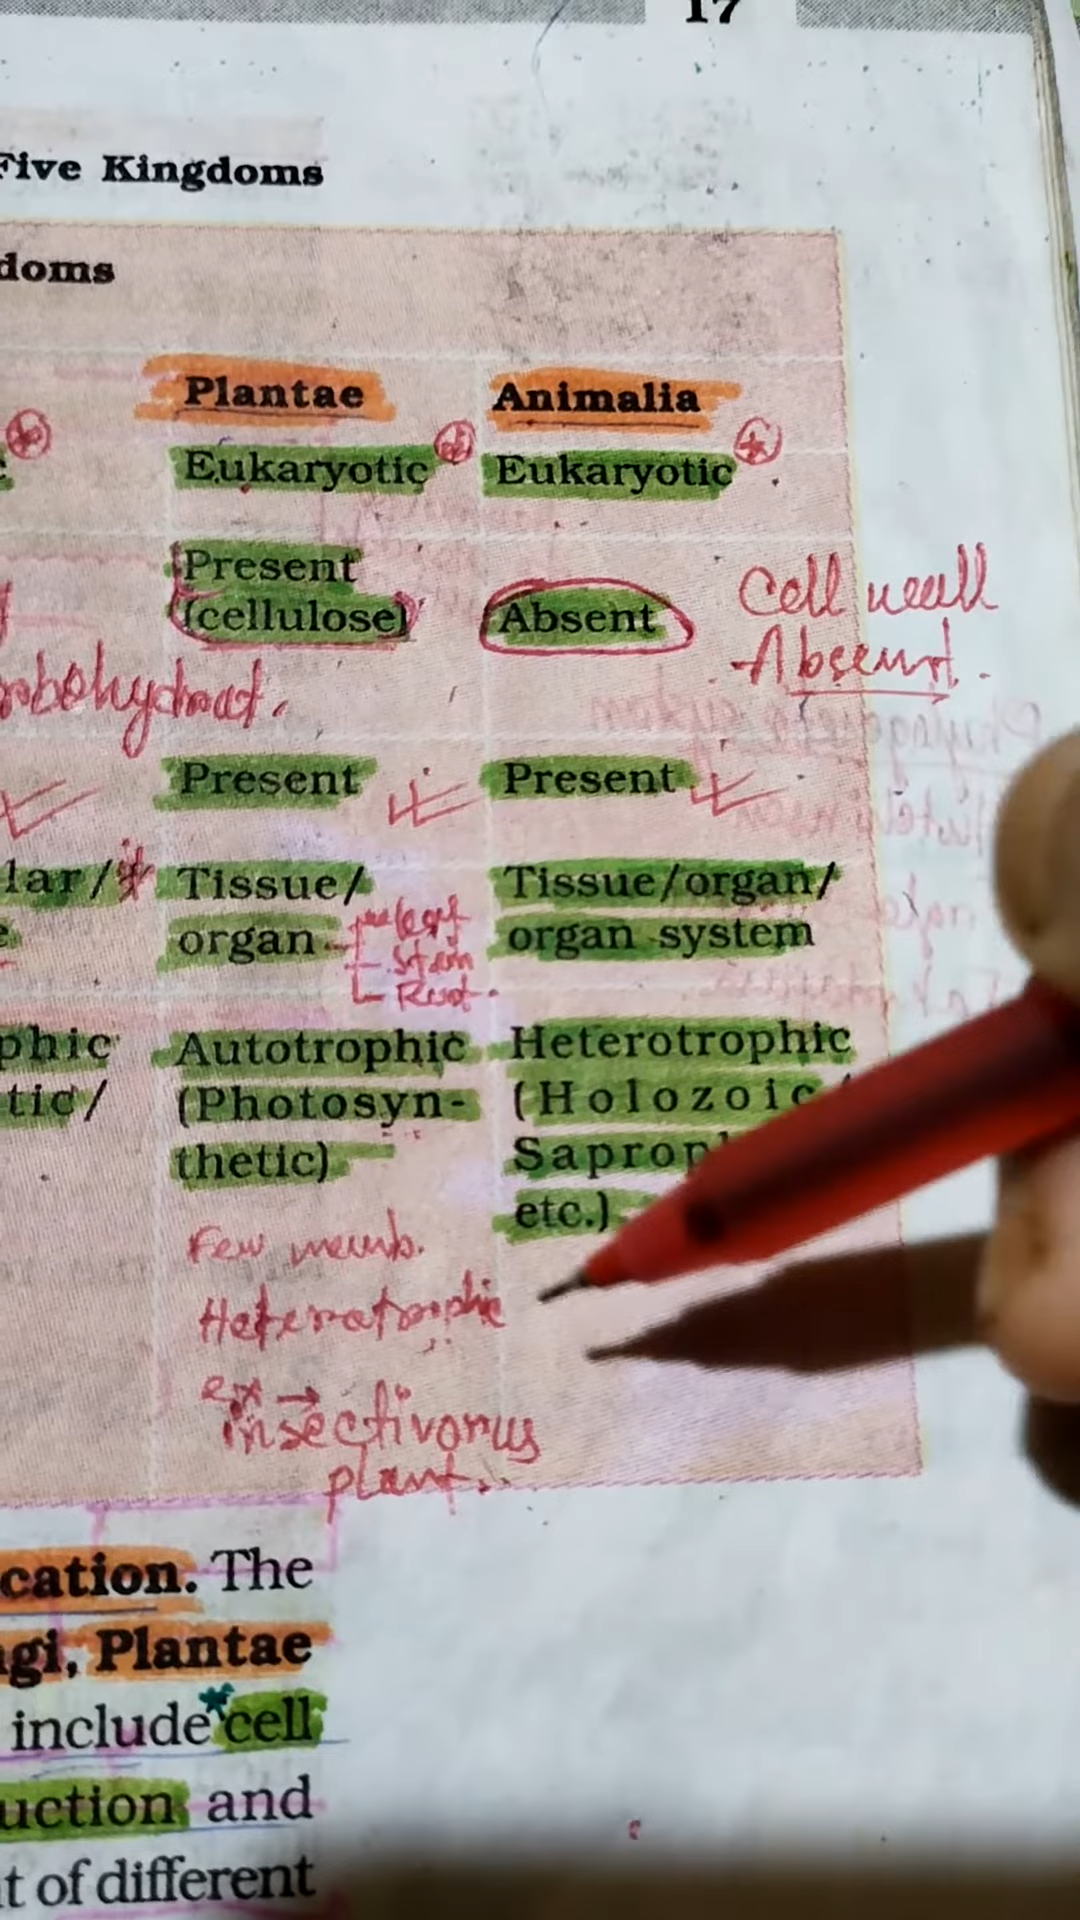 17
Five Kingdoms
doms
Plantae Animalia
Eukaryotic Eukaryotic
Present
(cellulose) Absent
Cell wall
Absent.
Present Present
lar/ Tissue/ Tissue/organ/
organ organ system
leaf
Stem
Root.
phic Autotrophic Heterotrophic
tic/ (Photosyn- (Holozoic
thetic)
etc.)
Few memb.
Heterotrophic
ex →
insectivorus
plant.
cation. The
gi, Plantae
include cell
uction and
t of different